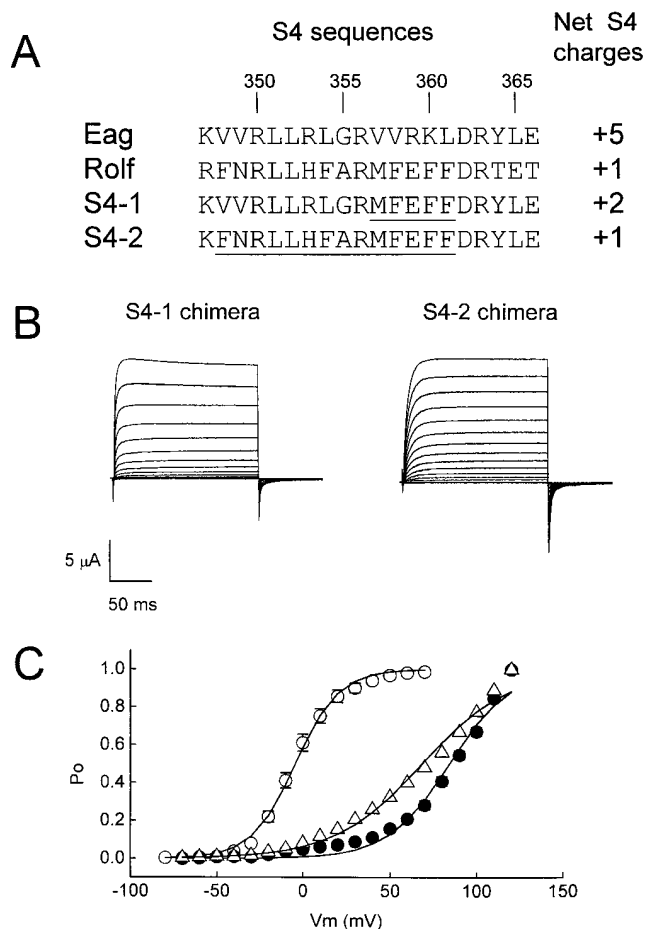 A
S4 sequences
Net S4
charges
350 355 360 365
Eag KVVRLLRLGRVVRKLDRYLE +5
Rolf RFNRLLHFARMFEFFDRTET +1
S4-1 KVVRLLRLGRMFEFFDRYLE +2
S4-2 KFNRLLHFARMFEFFDRYLE +1
B
S4-1 chimera S4-2 chimera
5 μA
50 ms
C
1.0
0.8
0.6
0.4
0.2
0.0
Po
-100 -50 0 50 100 150
Vm (mV)